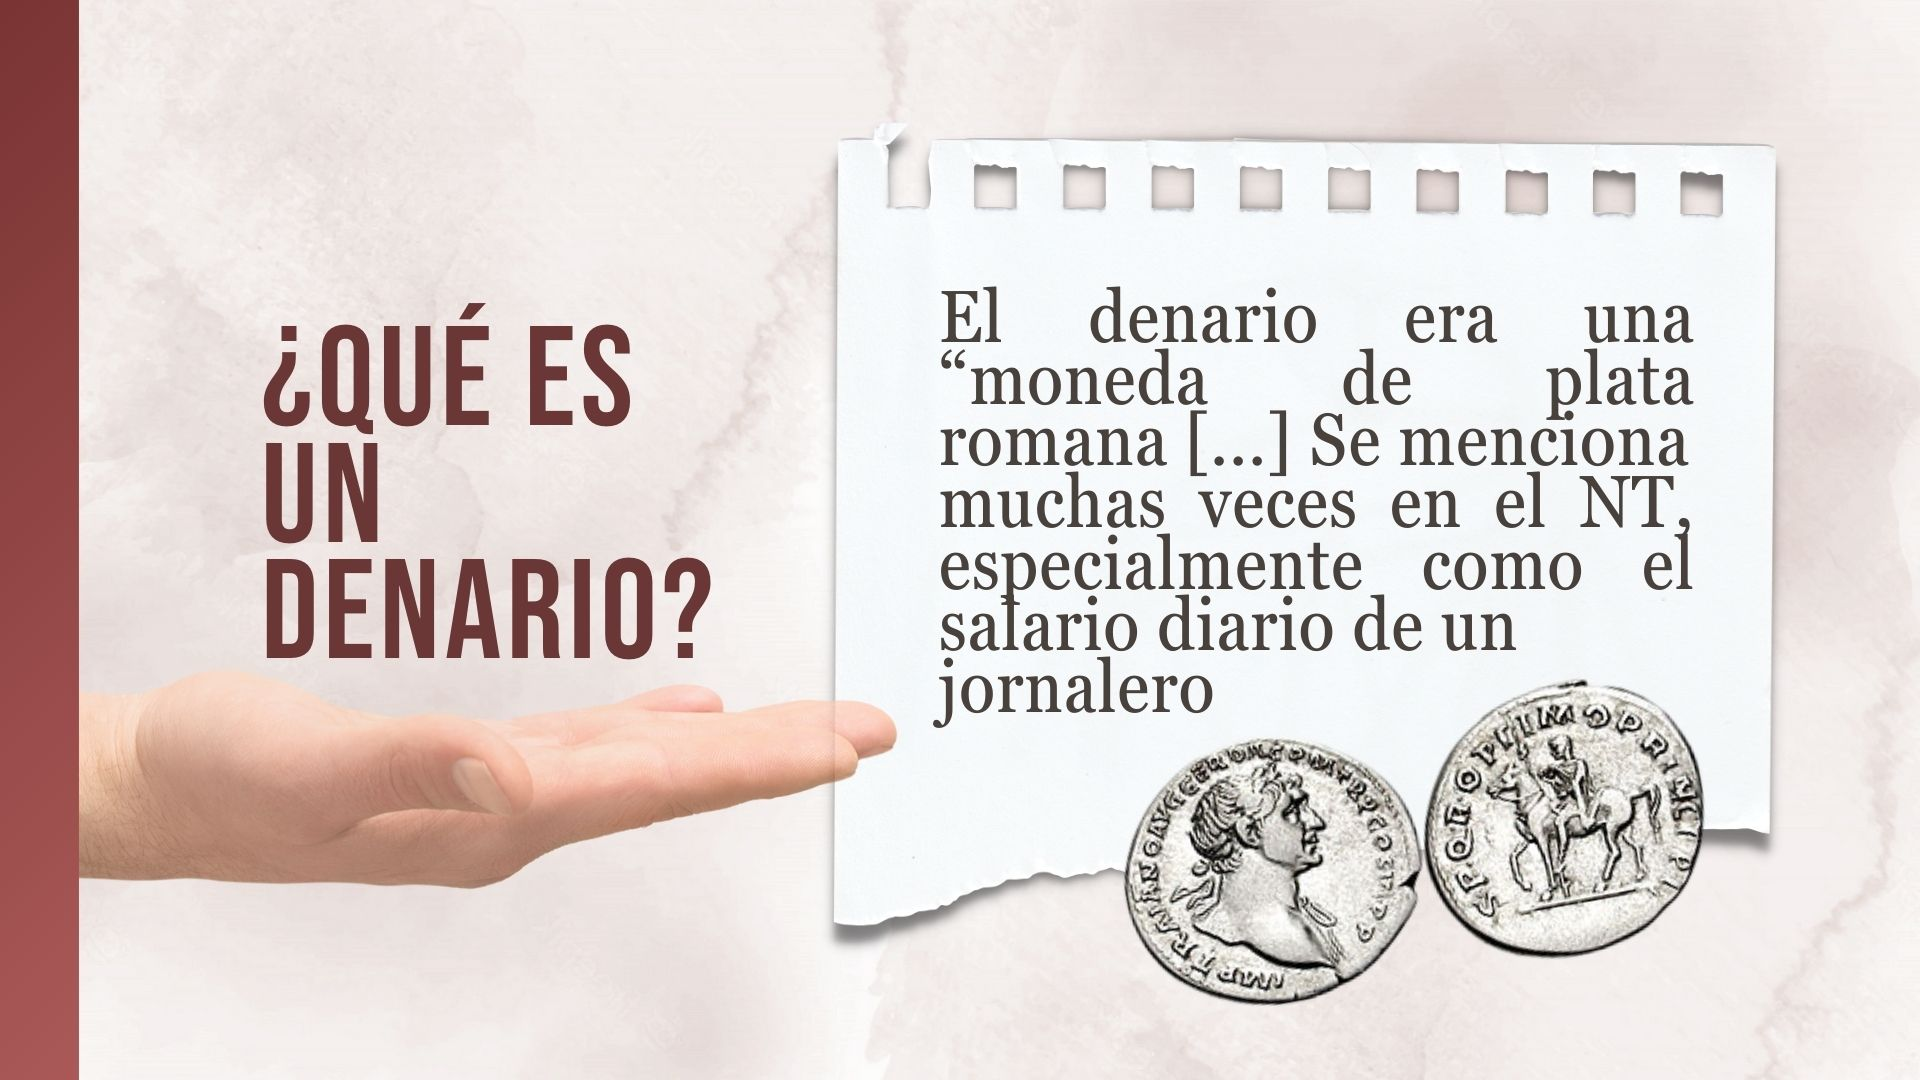 ¿QUÉ ES
UN
DENARIO?
El denario era una
“moneda de plata
romana [...] Se menciona
muchas veces en el NT,
especialmente como el
salario diario de un
jornalero